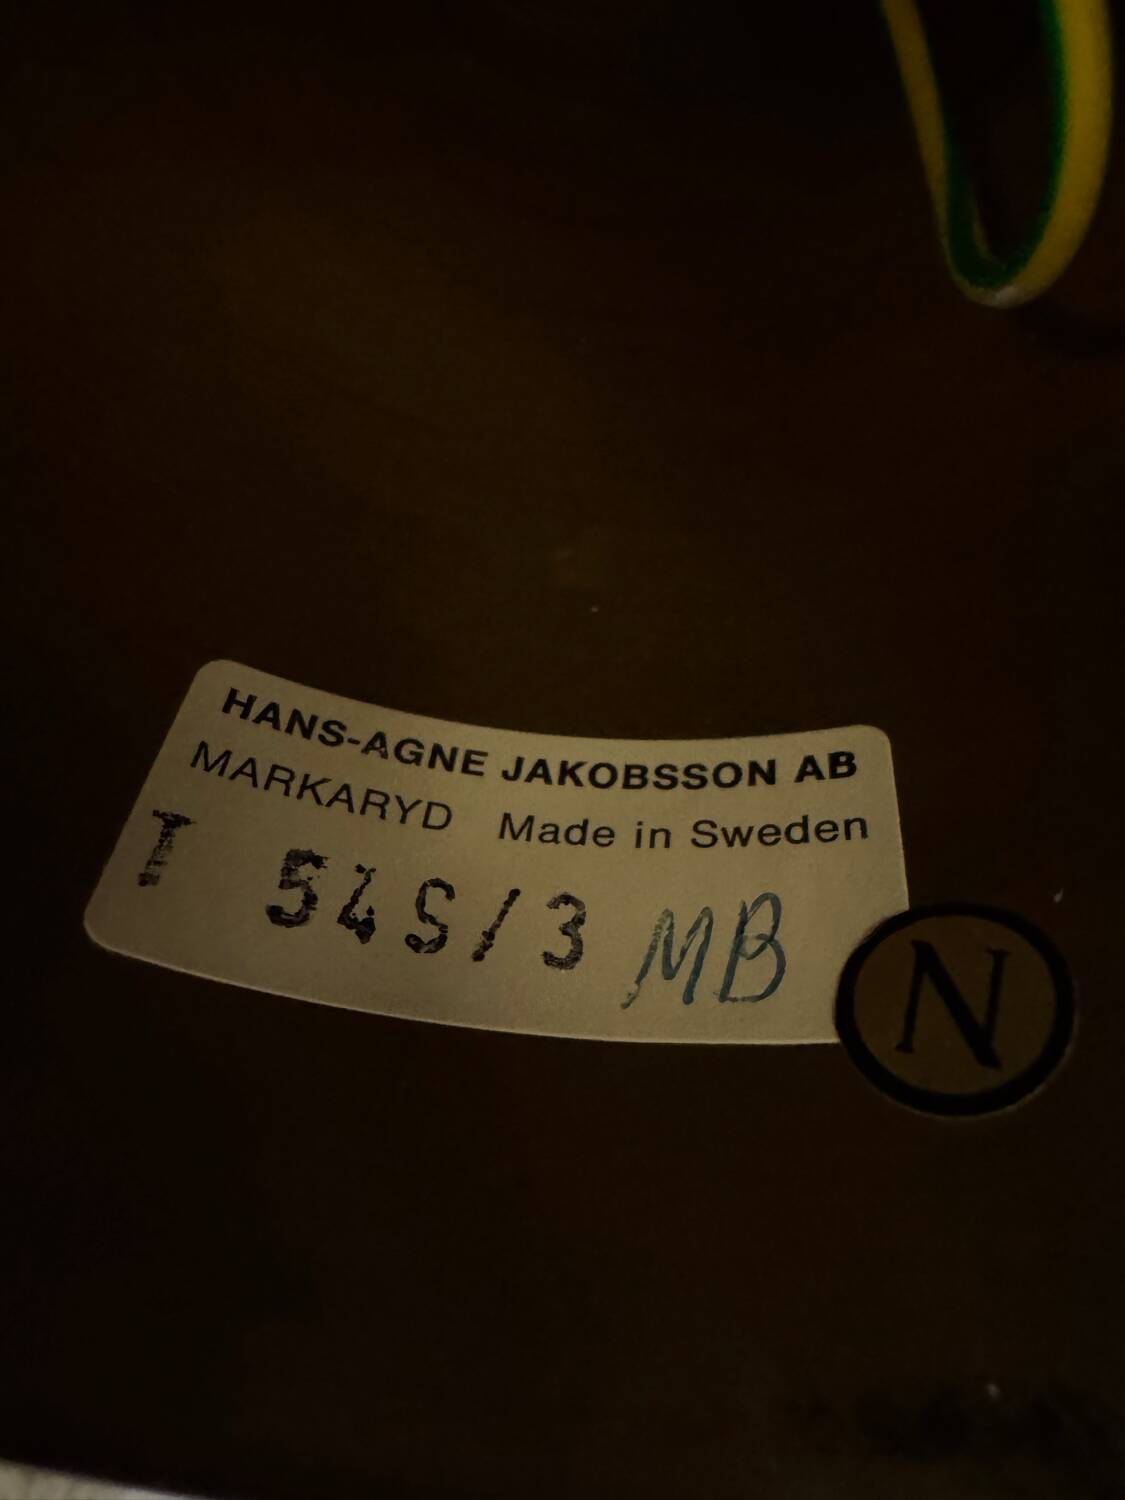 HANS-AGNE JAKOBSSON AB
MARKARYD Made in Sweden
T 54S/3 MB
N